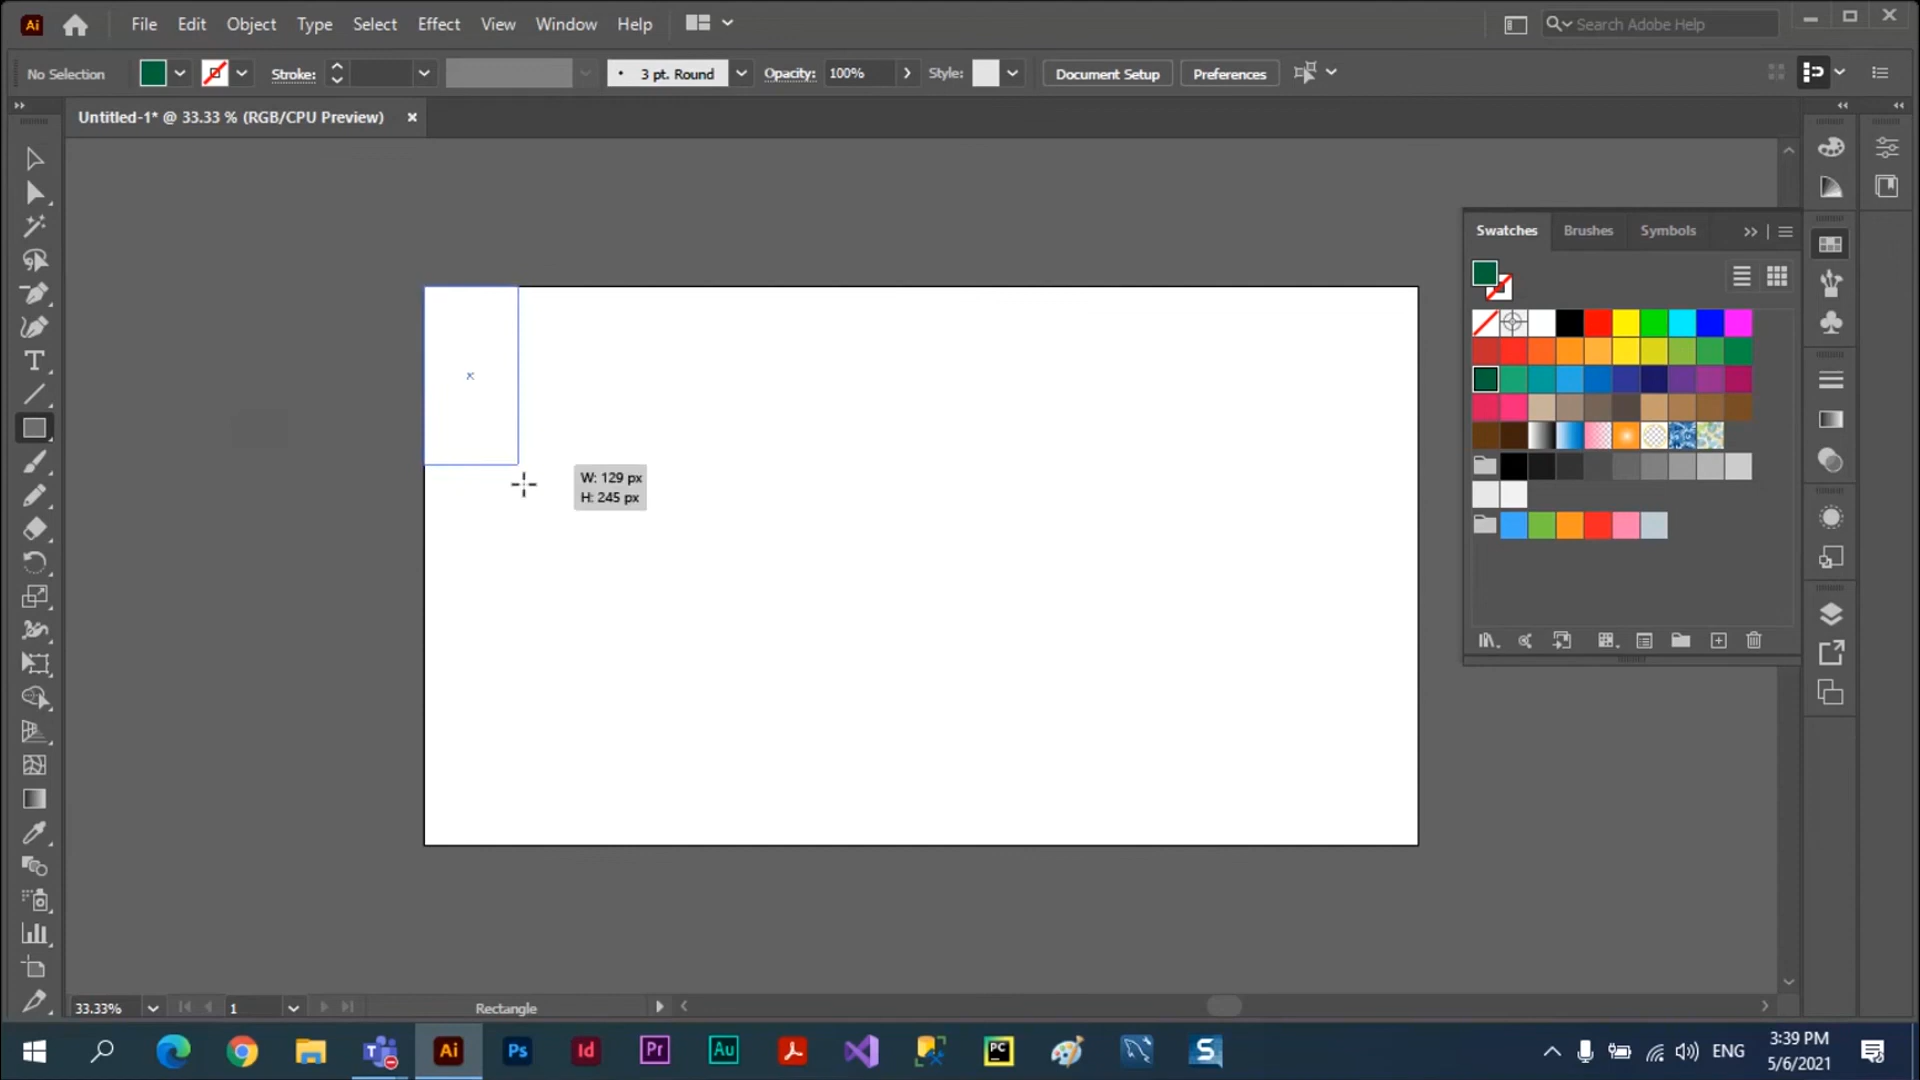 Ai File Edit Object Type Select Effect View Window Help Search Adobe Help
No Selection Stroke: 3 pt. Round Opacity: 100% Style: Document Setup Preferences
Untitled-1* @ 33.33 % (RGB/CPU Preview) ×
Swatches Brushes Symbols
W: 129 px
H: 245 px
33.33% 1 Rectangle
Ai Ps Id Pr Au PC S ENG 3:39 PM
5/6/2021